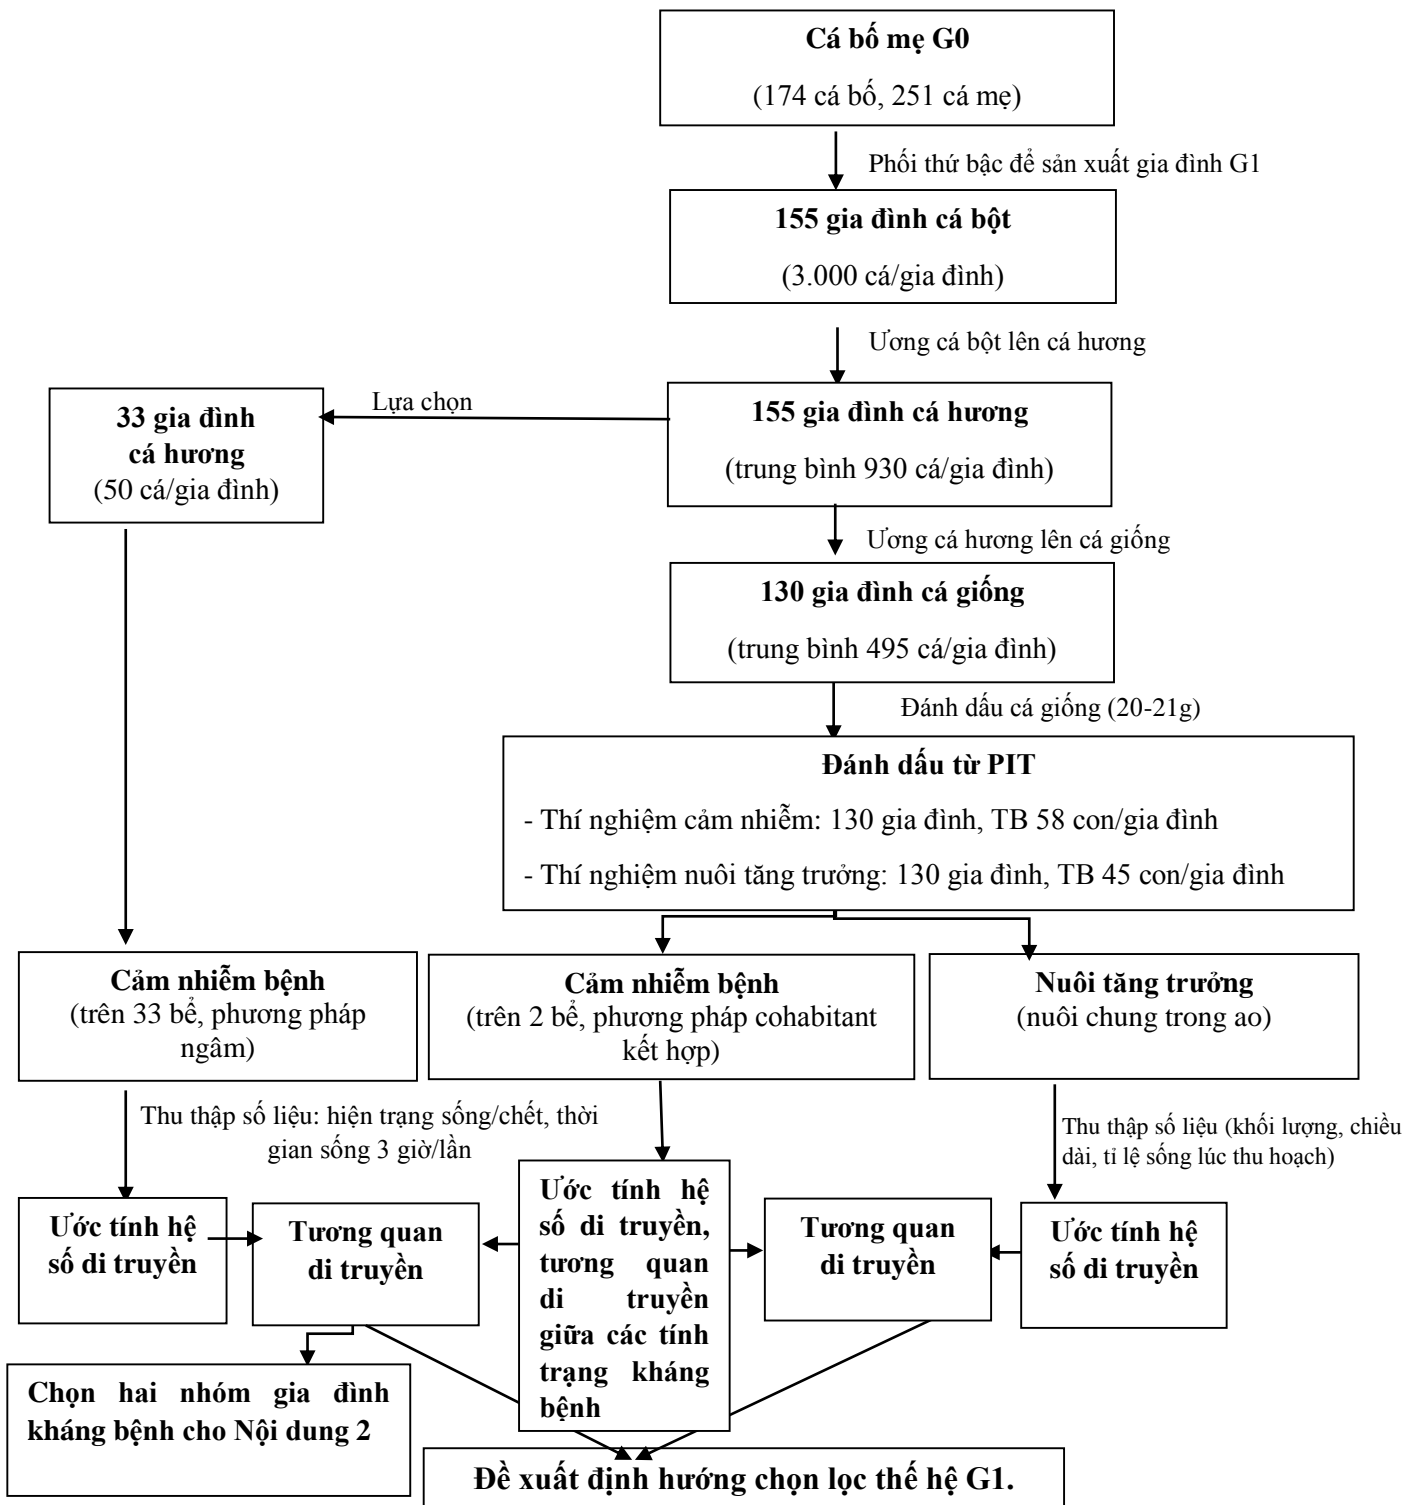 Cá bố mẹ G0
(174 cá bố, 251 cá mẹ)
Phối thứ bậc để sản xuất gia đình G1
155 gia đình cá bột
(3.000 cá/gia đình)
Ương cá bột lên cá hương
33 gia đình
cá hương
(50 cá/gia đình)
Lựa chọn
155 gia đình cá hương
(trung bình 930 cá/gia đình)
Ương cá hương lên cá giống
130 gia đình cá giống
(trung bình 495 cá/gia đình)
Đánh dấu cá giống (20-21g)
Đánh dấu từ PIT
- Thí nghiệm cảm nhiễm: 130 gia đình, TB 58 con/gia đình
- Thí nghiệm nuôi tăng trưởng: 130 gia đình, TB 45 con/gia đình
Cảm nhiễm bệnh
(trên 33 bể, phương pháp
ngâm)
Cảm nhiễm bệnh
(trên 2 bể, phương pháp cohabitant
kết hợp)
Nuôi tăng trưởng
(nuôi chung trong ao)
Thu thập số liệu: hiện trạng sống/chết, thời
gian sống 3 giờ/lần
Thu thập số liệu (khối lượng, chiều
dài, tỉ lệ sống lúc thu hoạch)
Ước tính hệ
số di truyền
Tương quan
di truyền
Ước tính hệ
số di truyền,
tương quan
di truyền
giữa các tính
trạng kháng
bệnh
Tương quan
di truyền
Ước tính hệ
số di truyền
Chọn hai nhóm gia đình
kháng bệnh cho Nội dung 2
Đề xuất định hướng chọn lọc thế hệ G1.